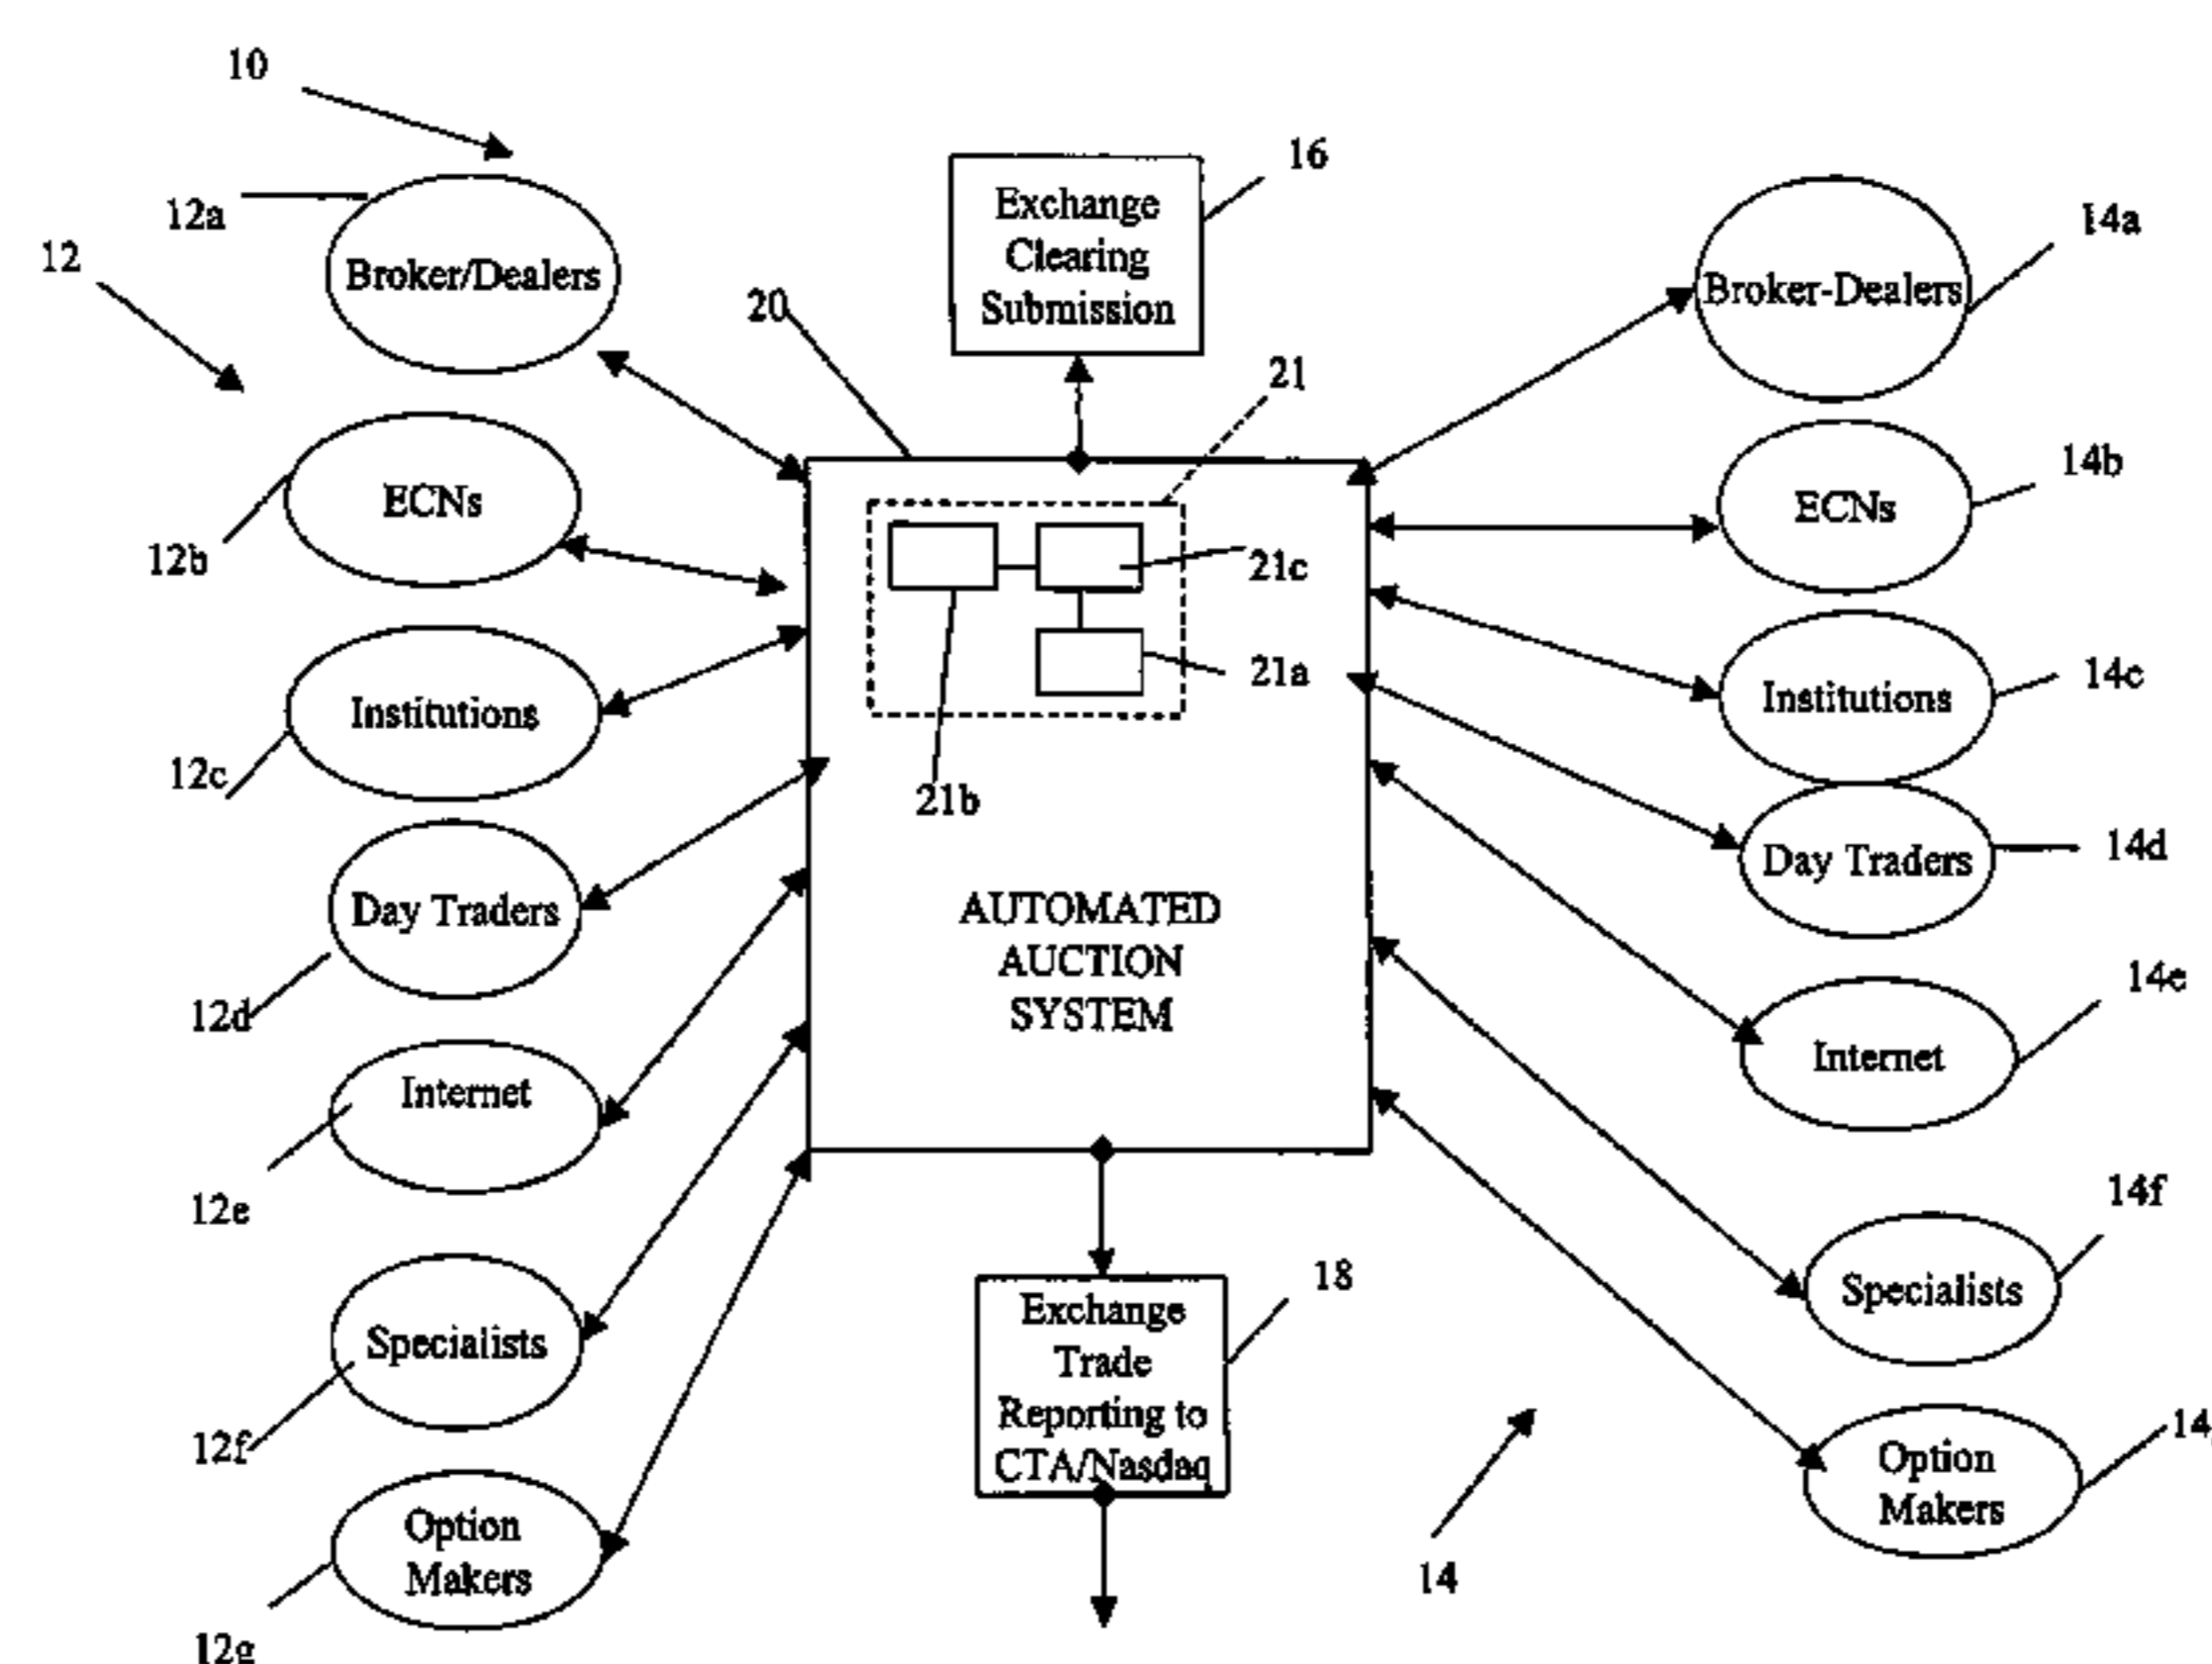 10
12a
12
Broker/Dealers
12b
ECNs
12c
Institutions
12d
Day Traders
12e
Internet
12f
Specialists
12g
Option
Makers
16
Exchange
Clearing
Submission
20
21
21c
21a
21b
AUTOMATED
AUCTION
SYSTEM
18
Exchange
Trade
Reporting to
CTA/Nasdaq
14a
Broker-Dealers
14b
ECNs
14c
Institutions
14d
Day Traders
14e
Internet
14f
Specialists
14
Option
Makers
14